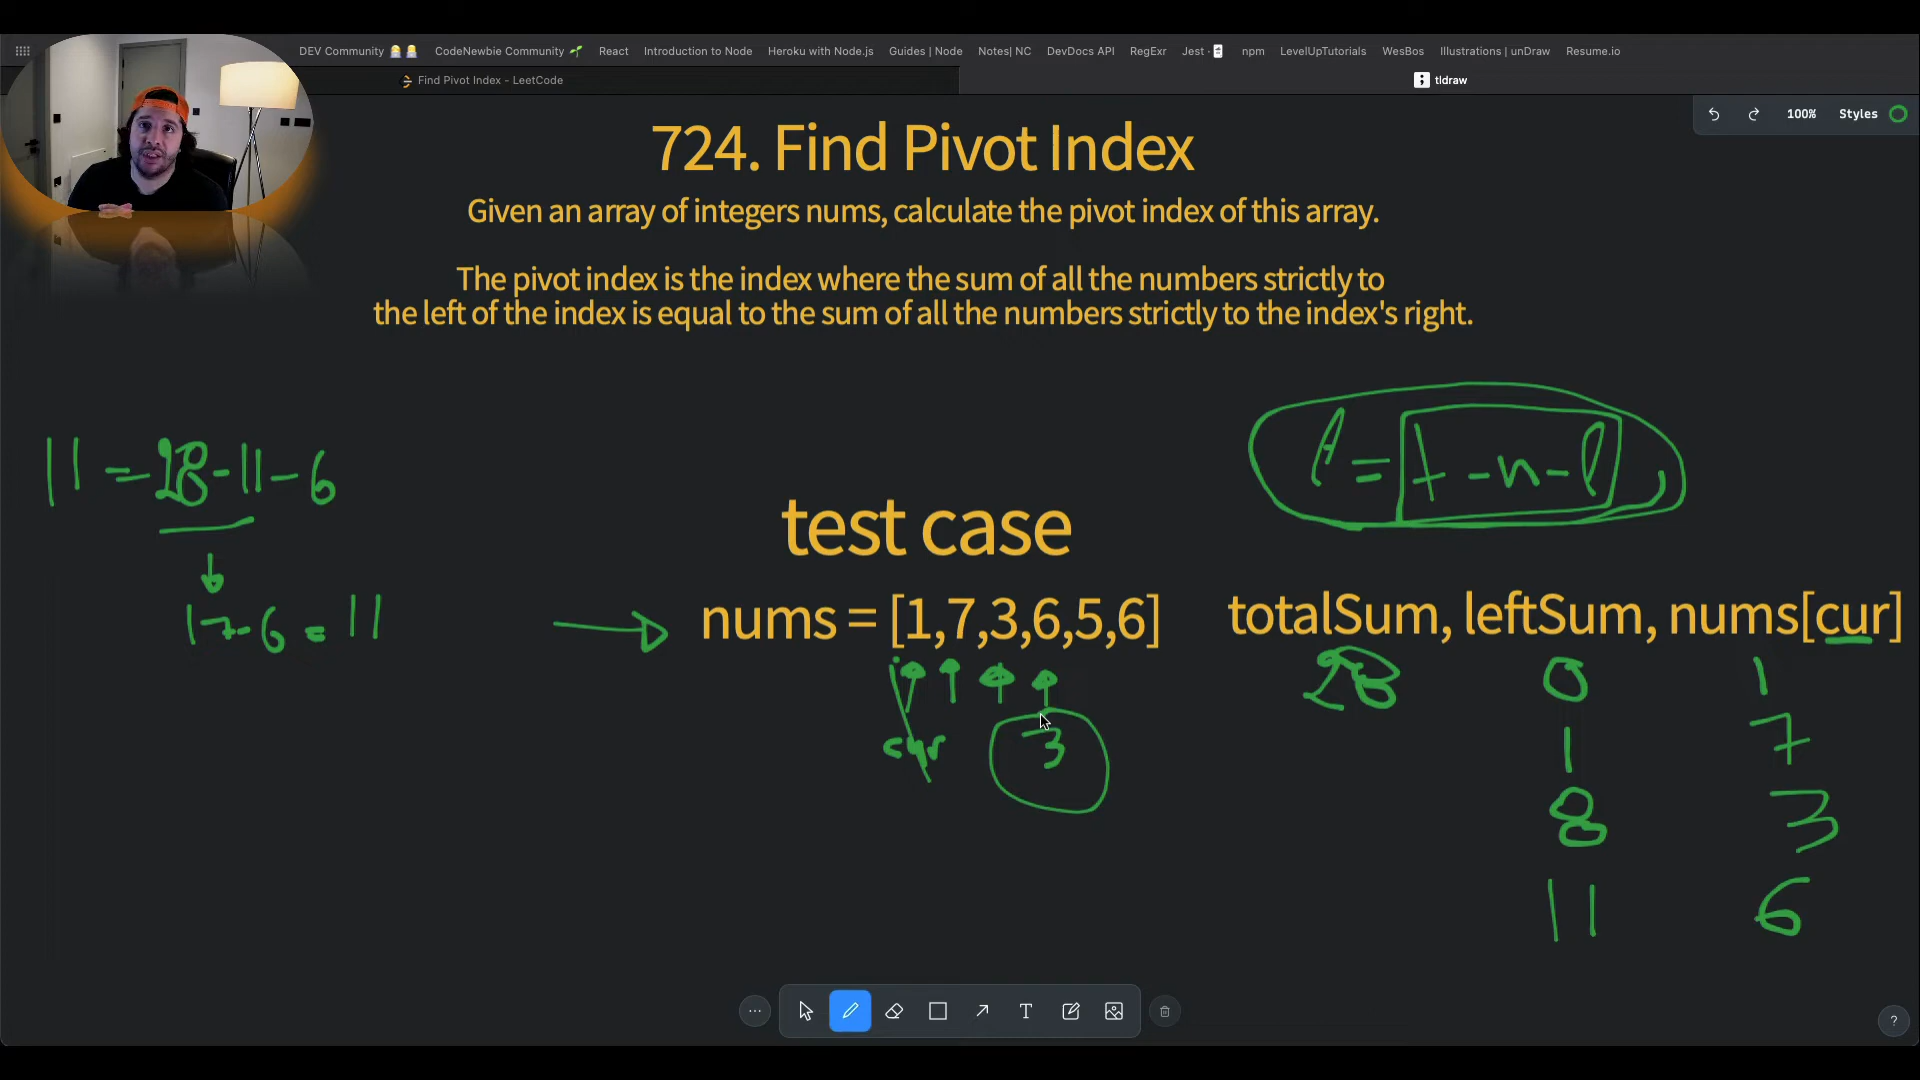 DEV Community CodeNewbie Community React Introduction to Node Heroku with Node.js Guides | Node Notes| NC DevDocs API RegExr Jest · npm LevelUpTutorials WesBos Illustrations | unDraw Resume.io
Find Pivot Index - LeetCode
tldraw
100% Styles
724. Find Pivot Index
Given an array of integers nums, calculate the pivot index of this array.
The pivot index is the index where the sum of all the numbers strictly to
the left of the index is equal to the sum of all the numbers strictly to the index's right.
l = t - n - l
11 = 28 - 11 - 6
17 - 6 = 11
test case
nums = [1,7,3,6,5,6]
totalSum, leftSum, nums[cur]
28 0 1
cur
3
1 7
8 3
11 6
T
?